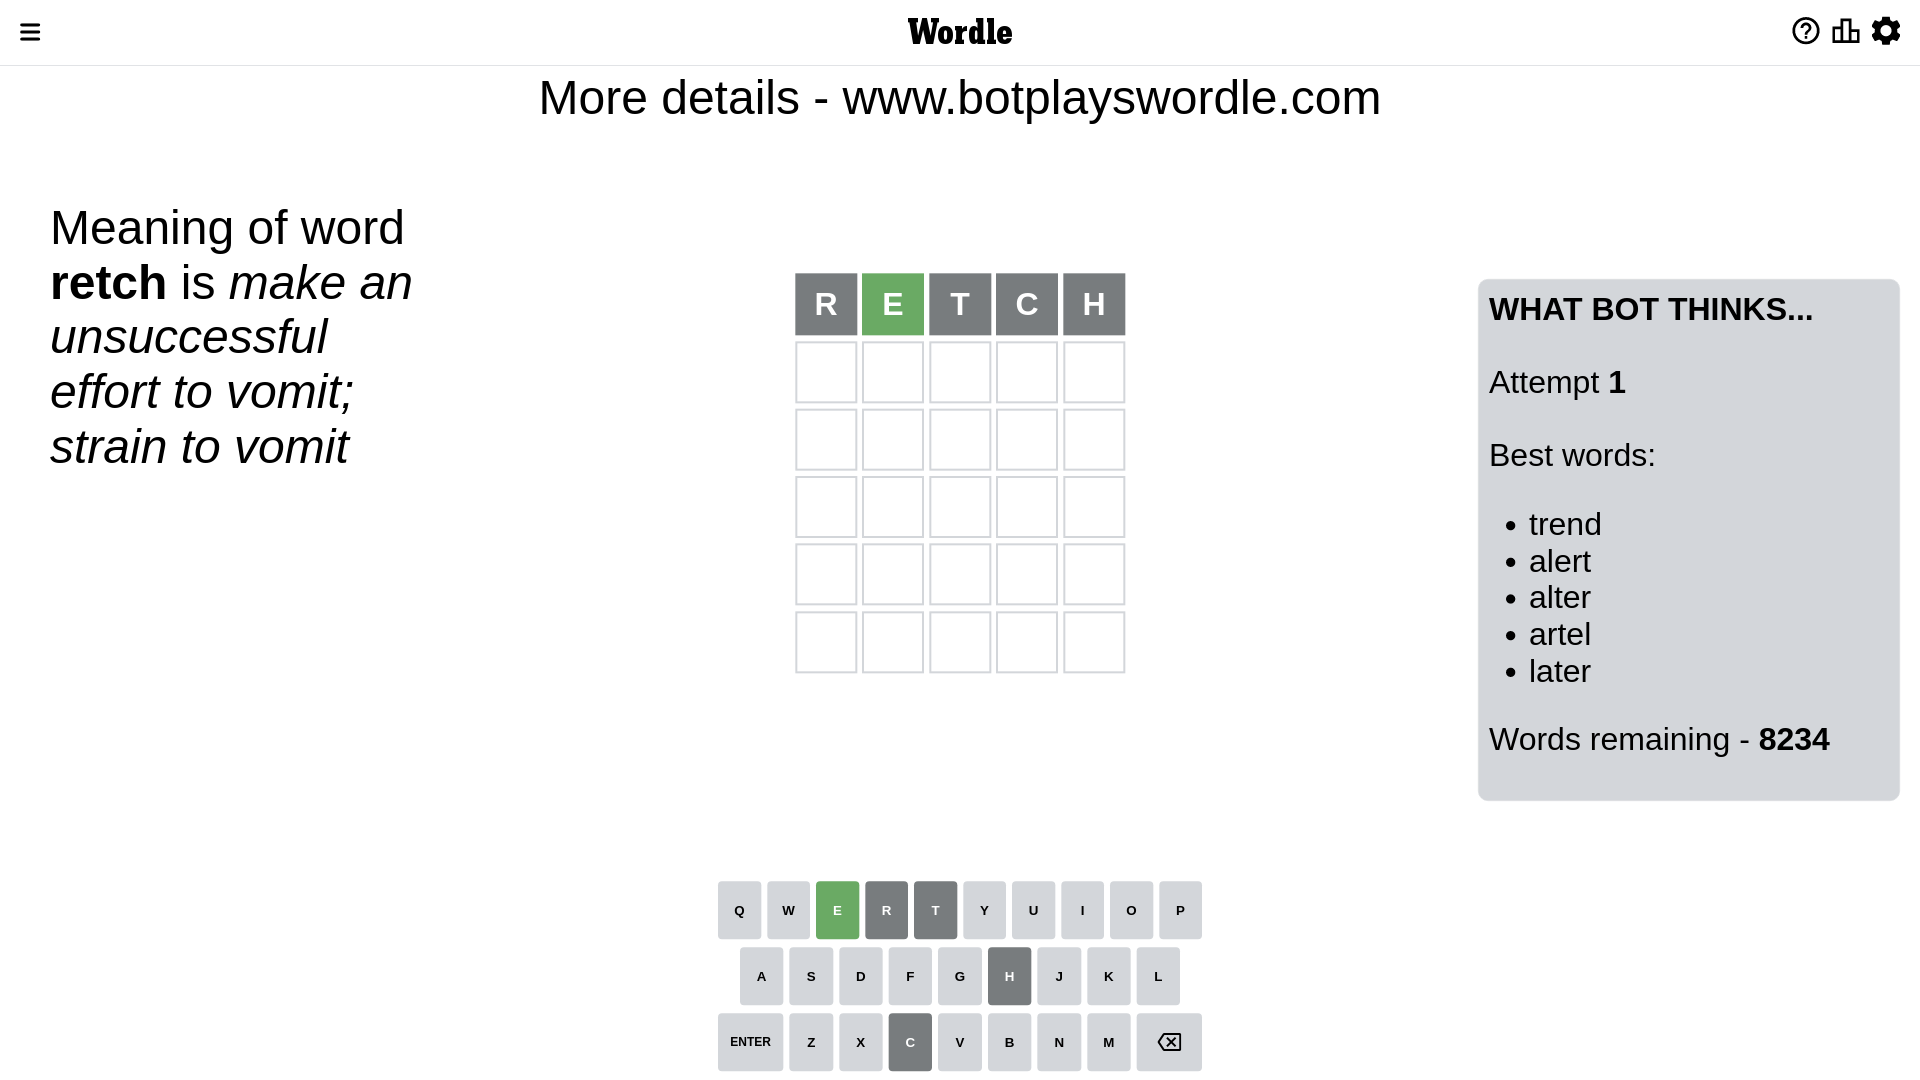 Wordle
More details - www.botplayswordle.com
Meaning of word
retch is make an
unsuccessful
effort to vomit;
strain to vomit
R E T C H
WHAT BOT THINKS...
Attempt 1
Best words:
• trend
• alert
• alter
• artel
• later
Words remaining - 8234
Q W E R T Y U I O P
A S D F G H J K L
ENTER Z X C V B N M